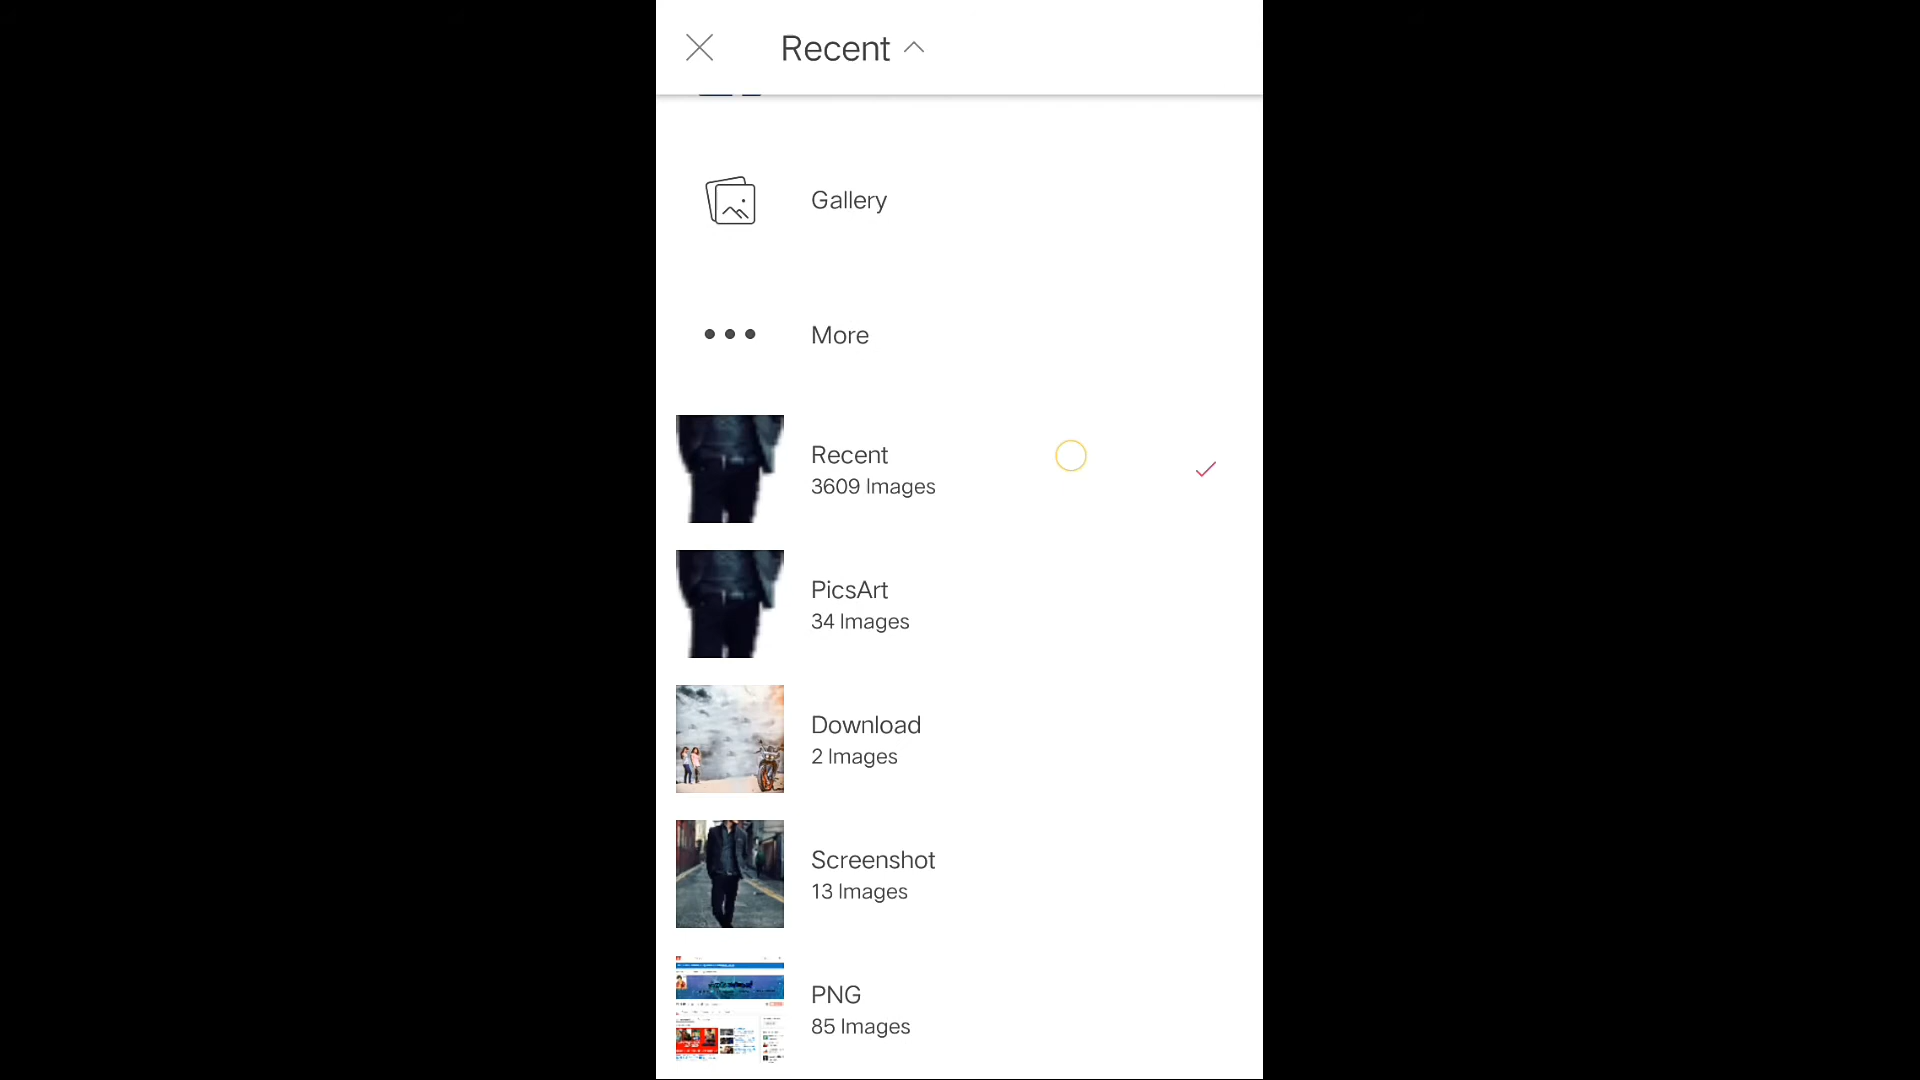 Recent
Gallery
More
Recent
3609 Images
PicsArt
34 Images
Download
2 Images
Screenshot
13 Images
PNG
85 Images